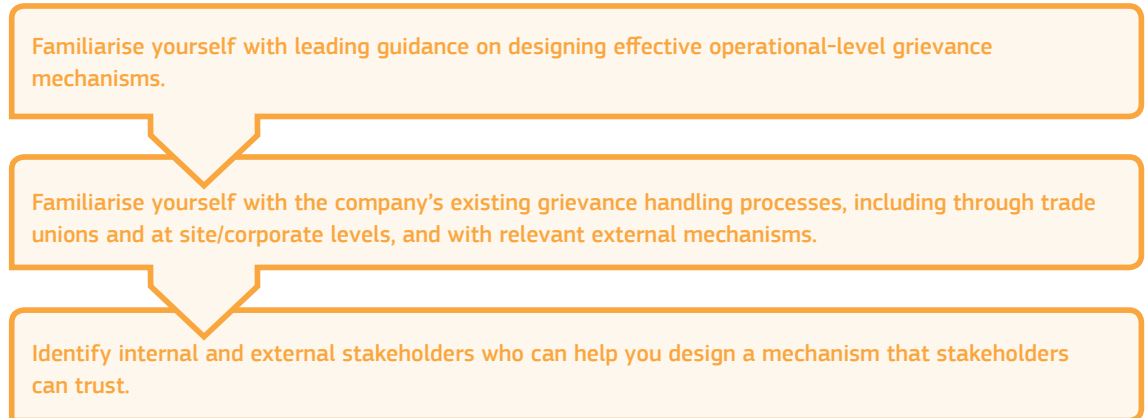 Familiarise yourself with leading guidance on designing effective operational-level grievance
mechanisms.
Familiarise yourself with the company's existing grievance handling processes, including through trade
unions and at site/corporate levels, and with relevant external mechanisms.
Identify internal and external stakeholders who can help you design a mechanism that stakeholders
can trust.